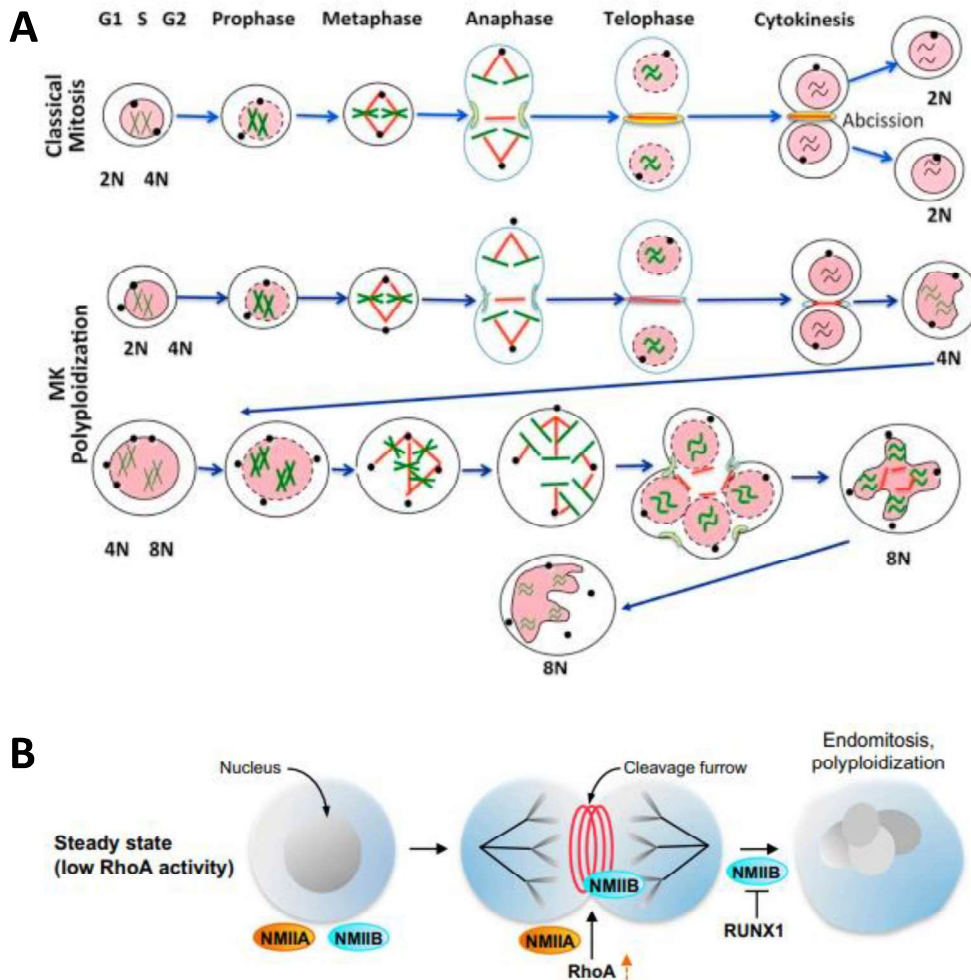 A
G1 S G2 Prophase Metaphase Anaphase Telophase Cytokinesis
Classical
Mitosis
2N 4N
Abcission
2N
2N
MK
Polyploidization
2N 4N
4N
4N 8N
8N
8N
B
Endomitosis,
polyploidization
Nucleus
Cleavage furrow
Steady state
(low RhoA activity)
NMIIB
NMIIB
NMIIA NMIIB
NMIIA
RUNX1
RhoA